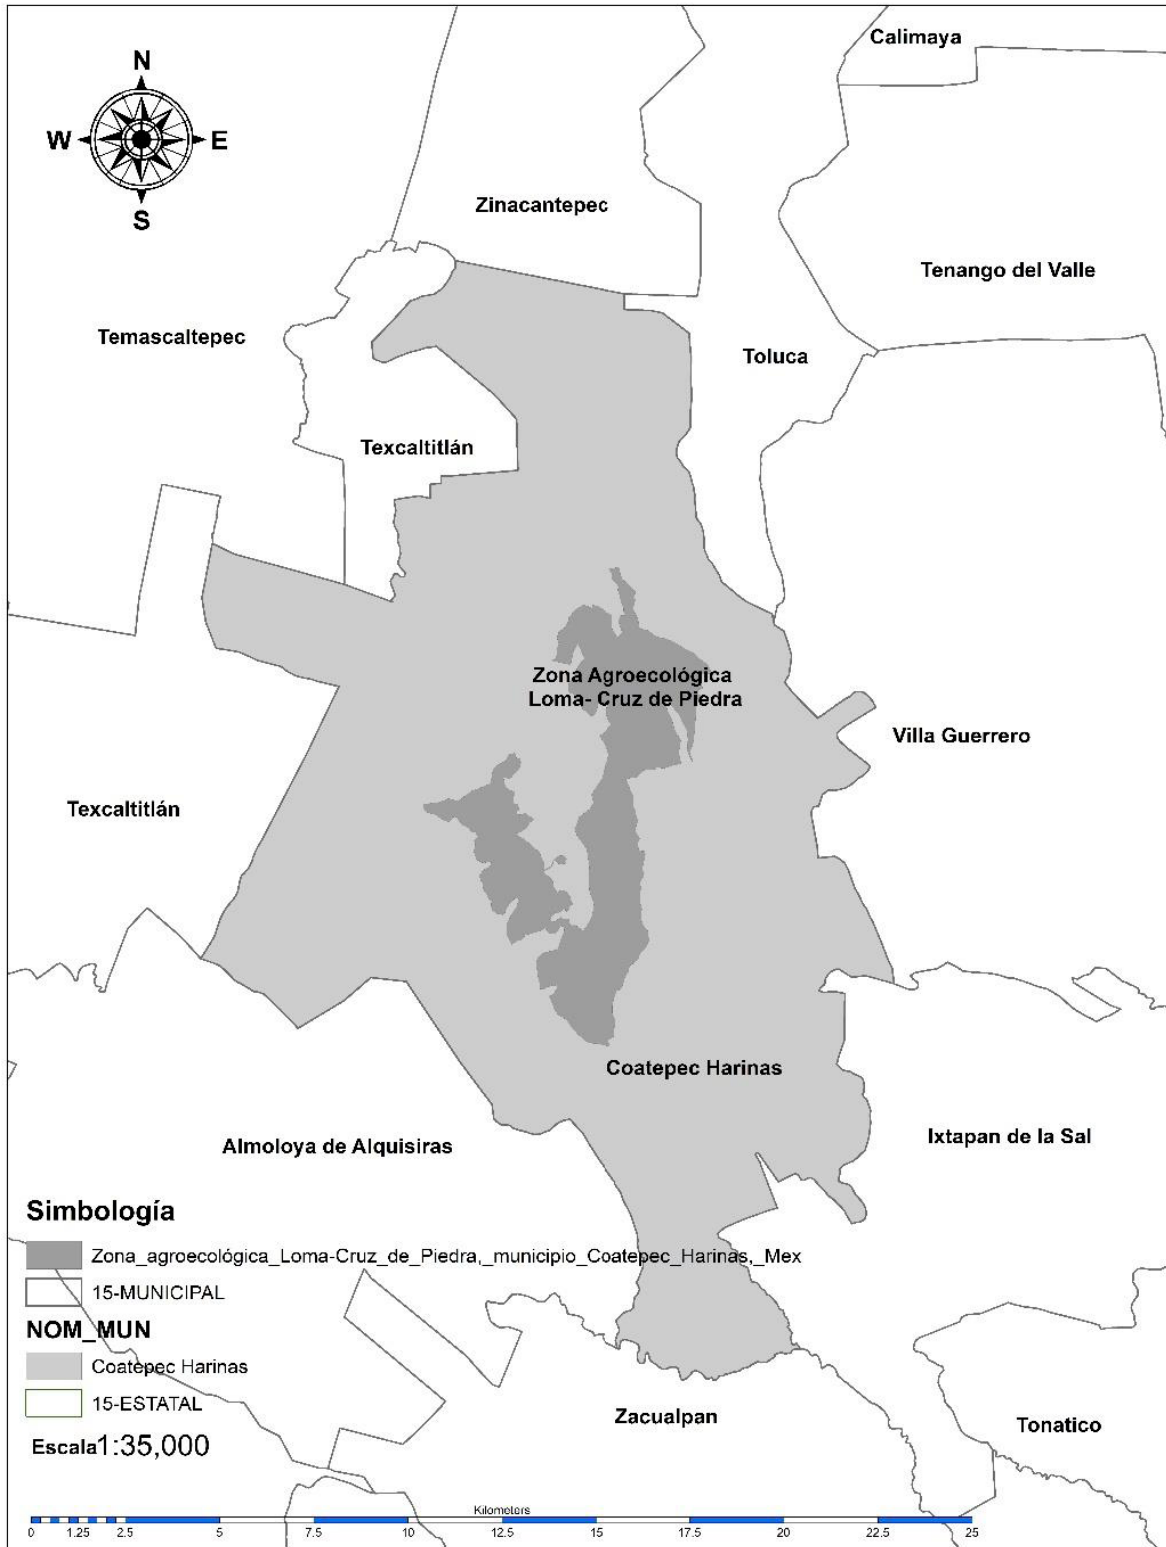 Calimaya
N
W
E
S
Zinacantepec
Tenango del Valle
Temascaltepec
Toluca
Texcaltitlán
Zona Agroecológica
Loma- Cruz de Piedra
Villa Guerrero
Texcaltitlán
Coatepec Harinas
Almoloya de Alquisiras
Ixtapan de la Sal
Simbología
Zona_agroecológica_Loma-Cruz_de_Piedra,_municipio_Coatepec_Harinas,_Mex
15-MUNICIPAL
NOM_MUN
Coatepec Harinas
15-ESTATAL
Zacualpan
Tonatico
Escala1:35,000
Kilometers
0 1.25 2.5 5 7.5 10 12.5 15 17.5 20 22.5 25